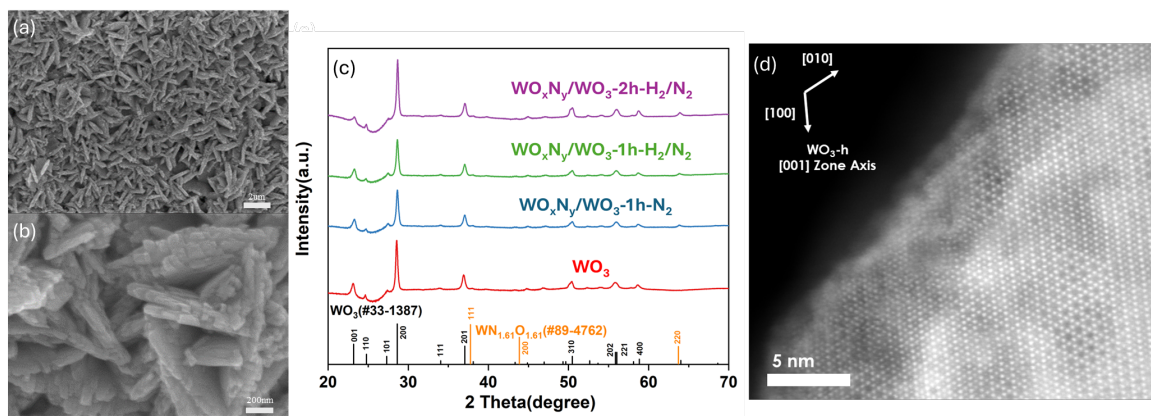 (a)
2um
(b)
200nm
(c)
Intensity(a.u.)
WOxNy/WO3-2h-H2/N2
WOxNy/WO3-1h-H2/N2
WOxNy/WO3-1h-N2
WO3
WO3(#33-1387)
WN1.61O1.61(#89-4762)
001
110
101
200
111
201
111
200
310
202
221
400
220
20
30
40
50
60
70
2 Theta(degree)
(d)
[010]
[100]
WO3-h
[001] Zone Axis
5 nm